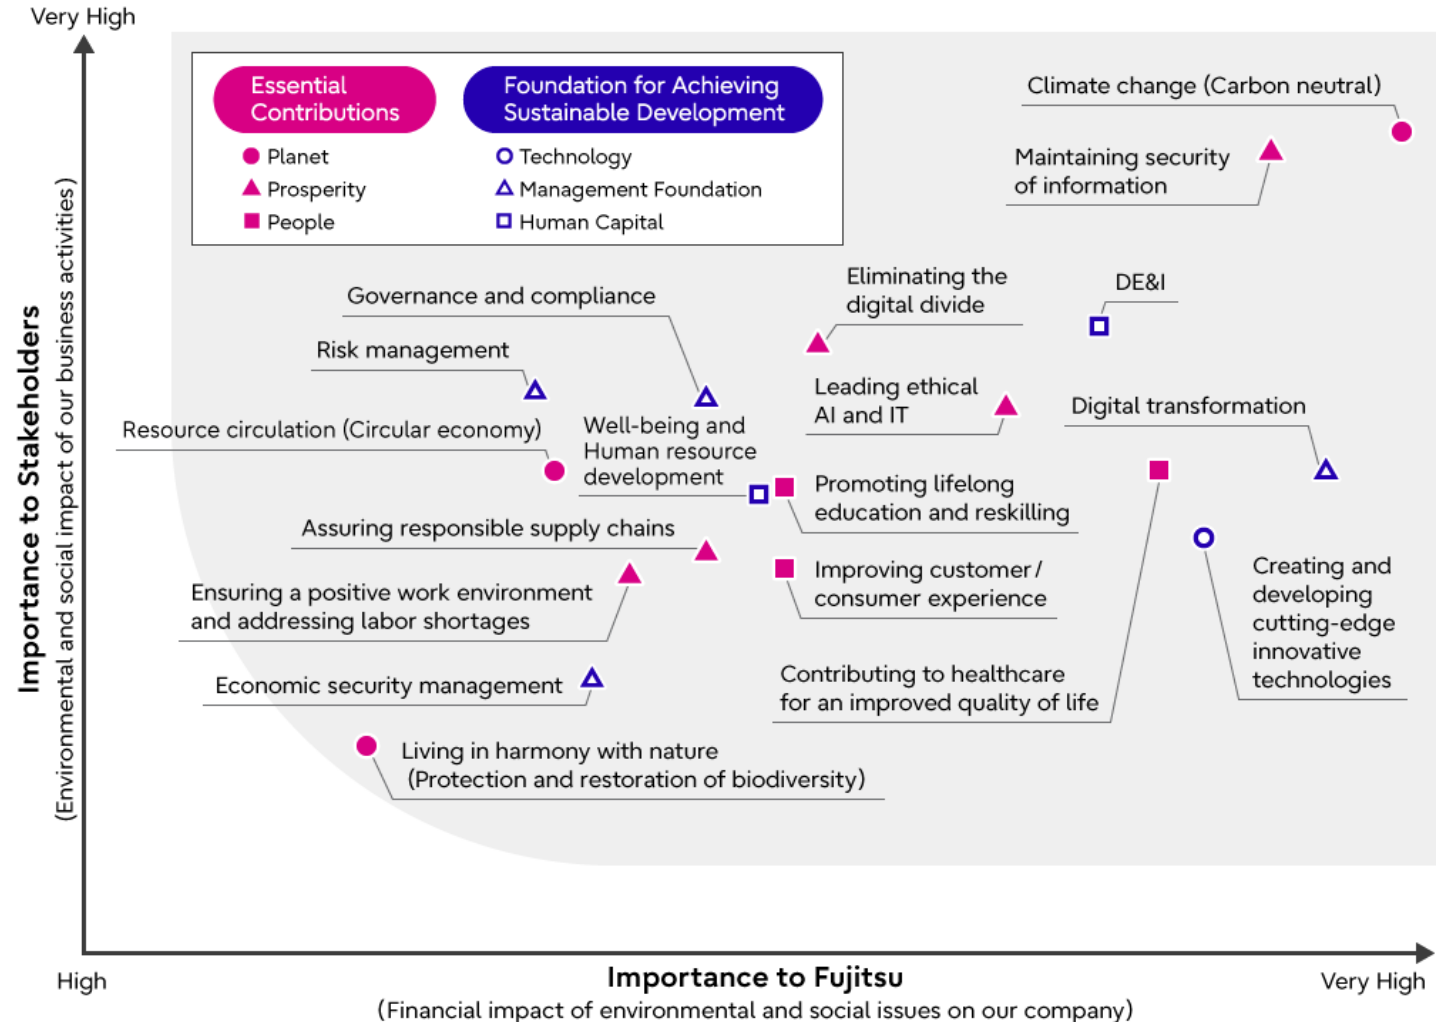 Very High
Essential
Contributions
Planet
Prosperity
People
Foundation for Achieving
Sustainable Development
Technology
Management Foundation
Human Capital
Climate change (Carbon neutral)
Maintaining security
of information
Eliminating the
digital divide
DE&I
Governance and compliance
Risk management
Leading ethical
AI and IT
Digital transformation
Resource circulation (Circular economy)
Well-being and
Human resource
development
Promoting lifelong
education and reskilling
Assuring responsible supply chains
Improving customer/
consumer experience
Creating and
developing
cutting-edge
innovative
technologies
Ensuring a positive work environment
and addressing labor shortages
Contributing to healthcare
for an improved quality of life
Economic security management
Living in harmony with nature
(Protection and restoration of biodiversity)
Importance to Stakeholders
(Environmental and social impact of our business activities)
High
Importance to Fujitsu
(Financial impact of environmental and social issues on our company)
Very High